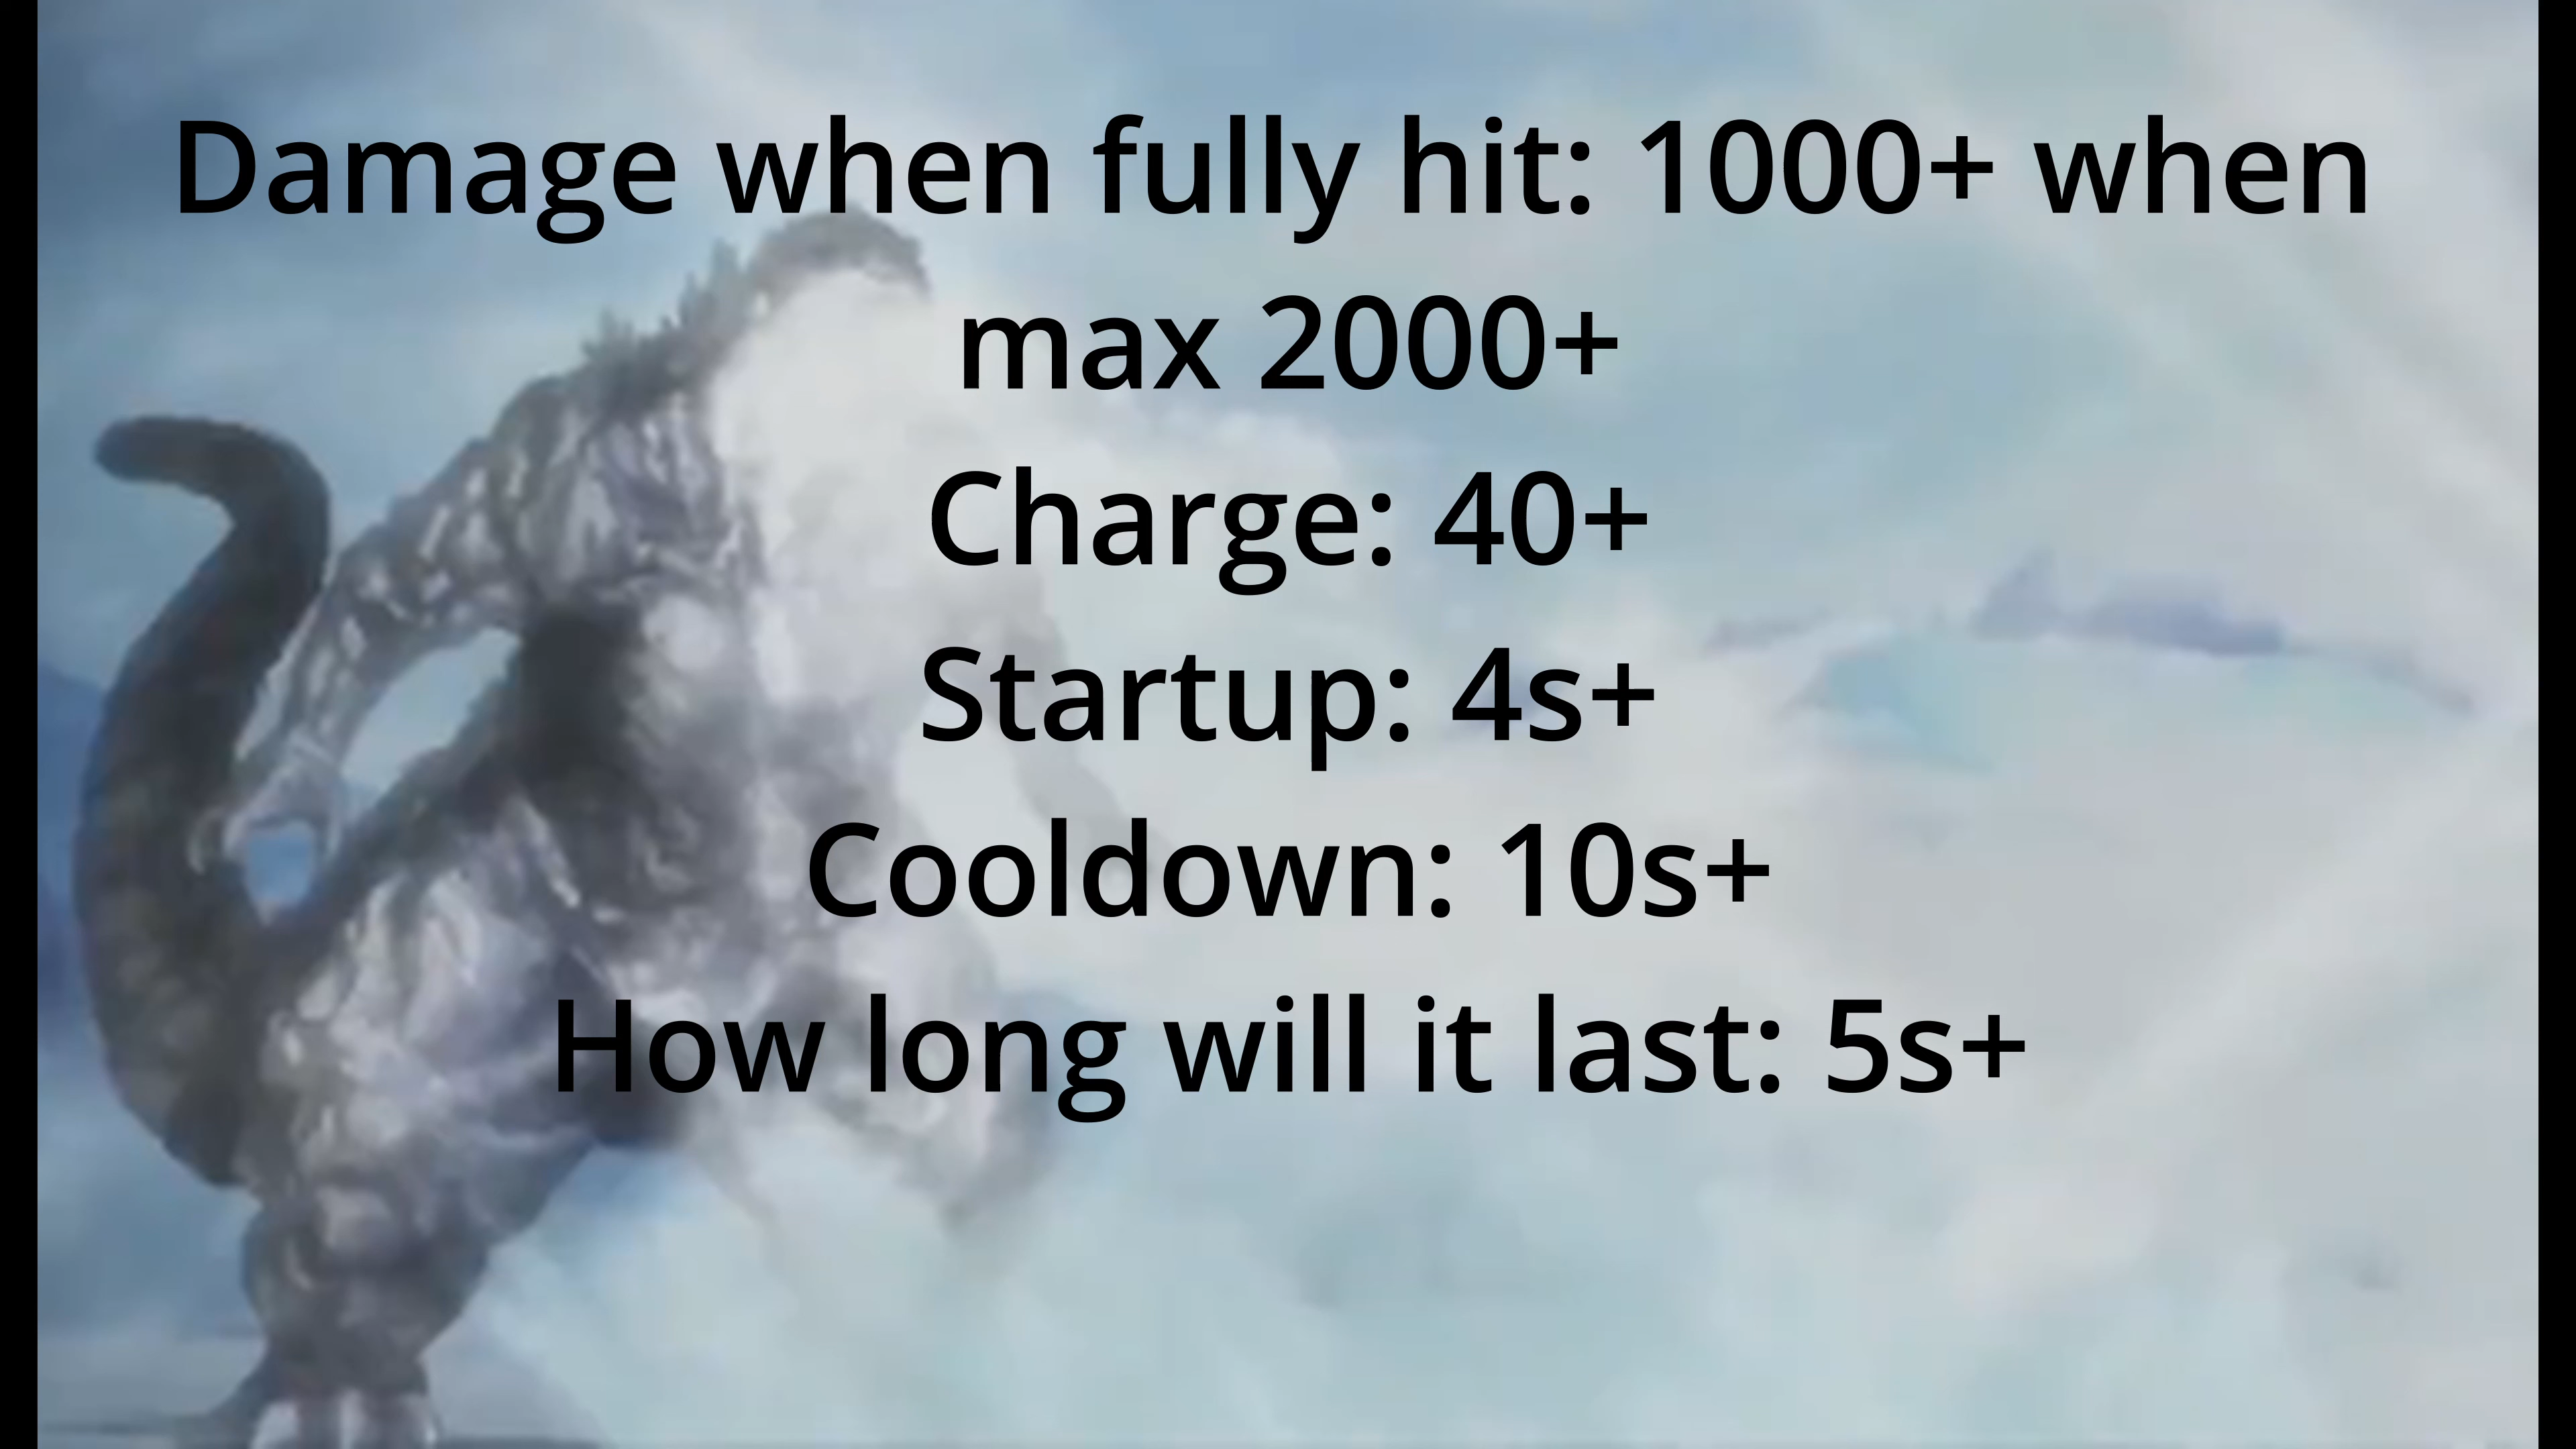 Damage when fully hit: 1000+ when
max 2000+
Charge: 40+
Startup: 4s+
Cooldown: 10s+
How long will it last: 5s+